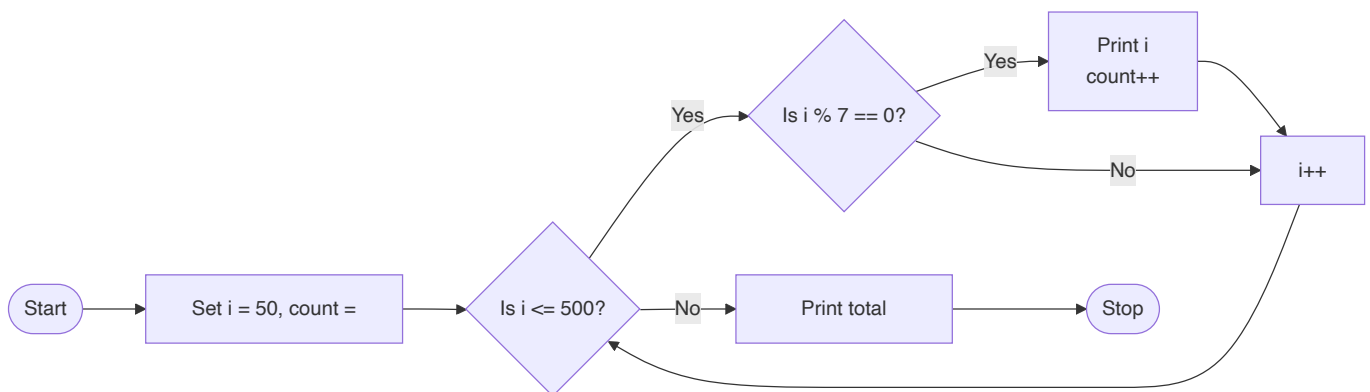 Start
Set i = 50, count =
Is i <= 500?
Yes
Is i % 7 == 0?
Yes
Print i
count++
No
i++
No
Print total
Stop